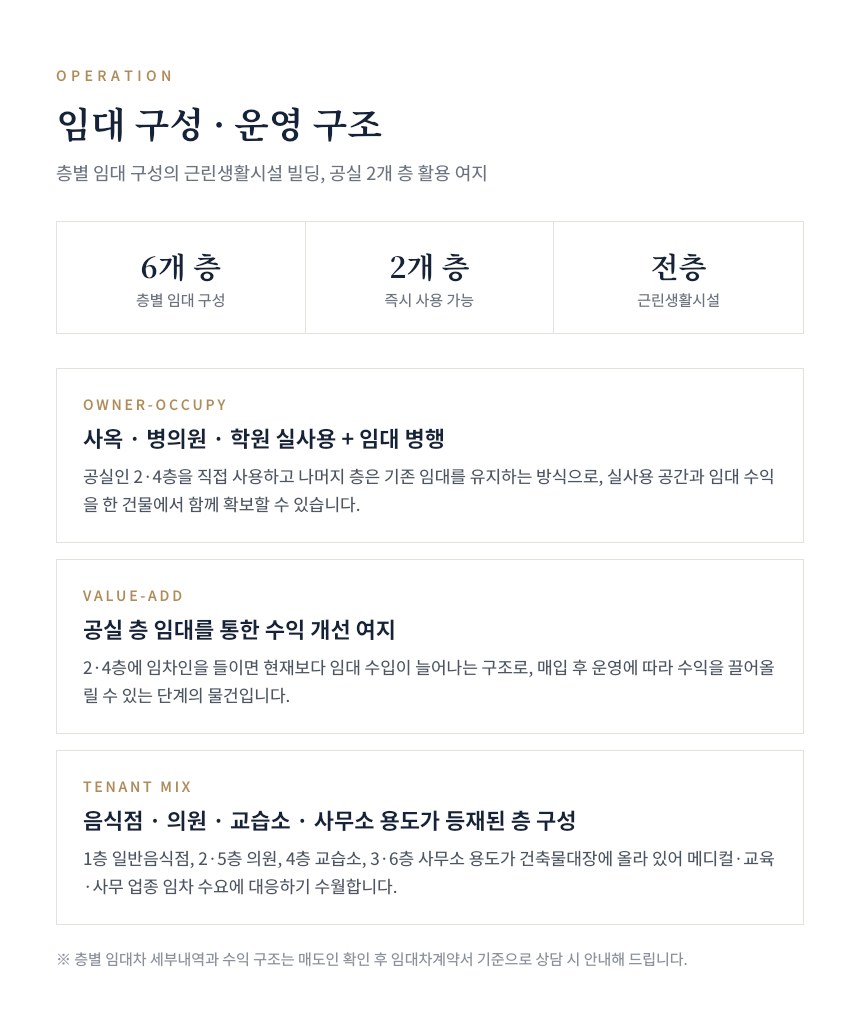 OPERATION
임대 구성 · 운영 구조
층별 임대 구성의 근린생활시설 빌딩, 공실 2개 층 활용 여지
6개 층
층별 임대 구성
2개 층
즉시 사용 가능
전층
근린생활시설
OWNER-OCCUPY
사옥 · 병의원 · 학원 실사용 + 임대 병행
공실인 2·4층을 직접 사용하고 나머지 층은 기존 임대를 유지하는 방식으로, 실사용 공간과 임대 수익
을 한 건물에서 함께 확보할 수 있습니다.
VALUE-ADD
공실 층 임대를 통한 수익 개선 여지
2·4층에 임차인을 들이면 현재보다 임대 수입이 늘어나는 구조로, 매입 후 운영에 따라 수익을 끌어올
릴 수 있는 단계의 물건입니다.
TENANT MIX
음식점 · 의원 · 교습소 · 사무소 용도가 등재된 층 구성
1층 일반음식점, 2·5층 의원, 4층 교습소, 3·6층 사무소 용도가 건축물대장에 올라 있어 메디컬·교육
·사무 업종 임차 수요에 대응하기 수월합니다.
※ 층별 임대차 세부내역과 수익 구조는 매도인 확인 후 임대차계약서 기준으로 상담 시 안내해 드립니다.